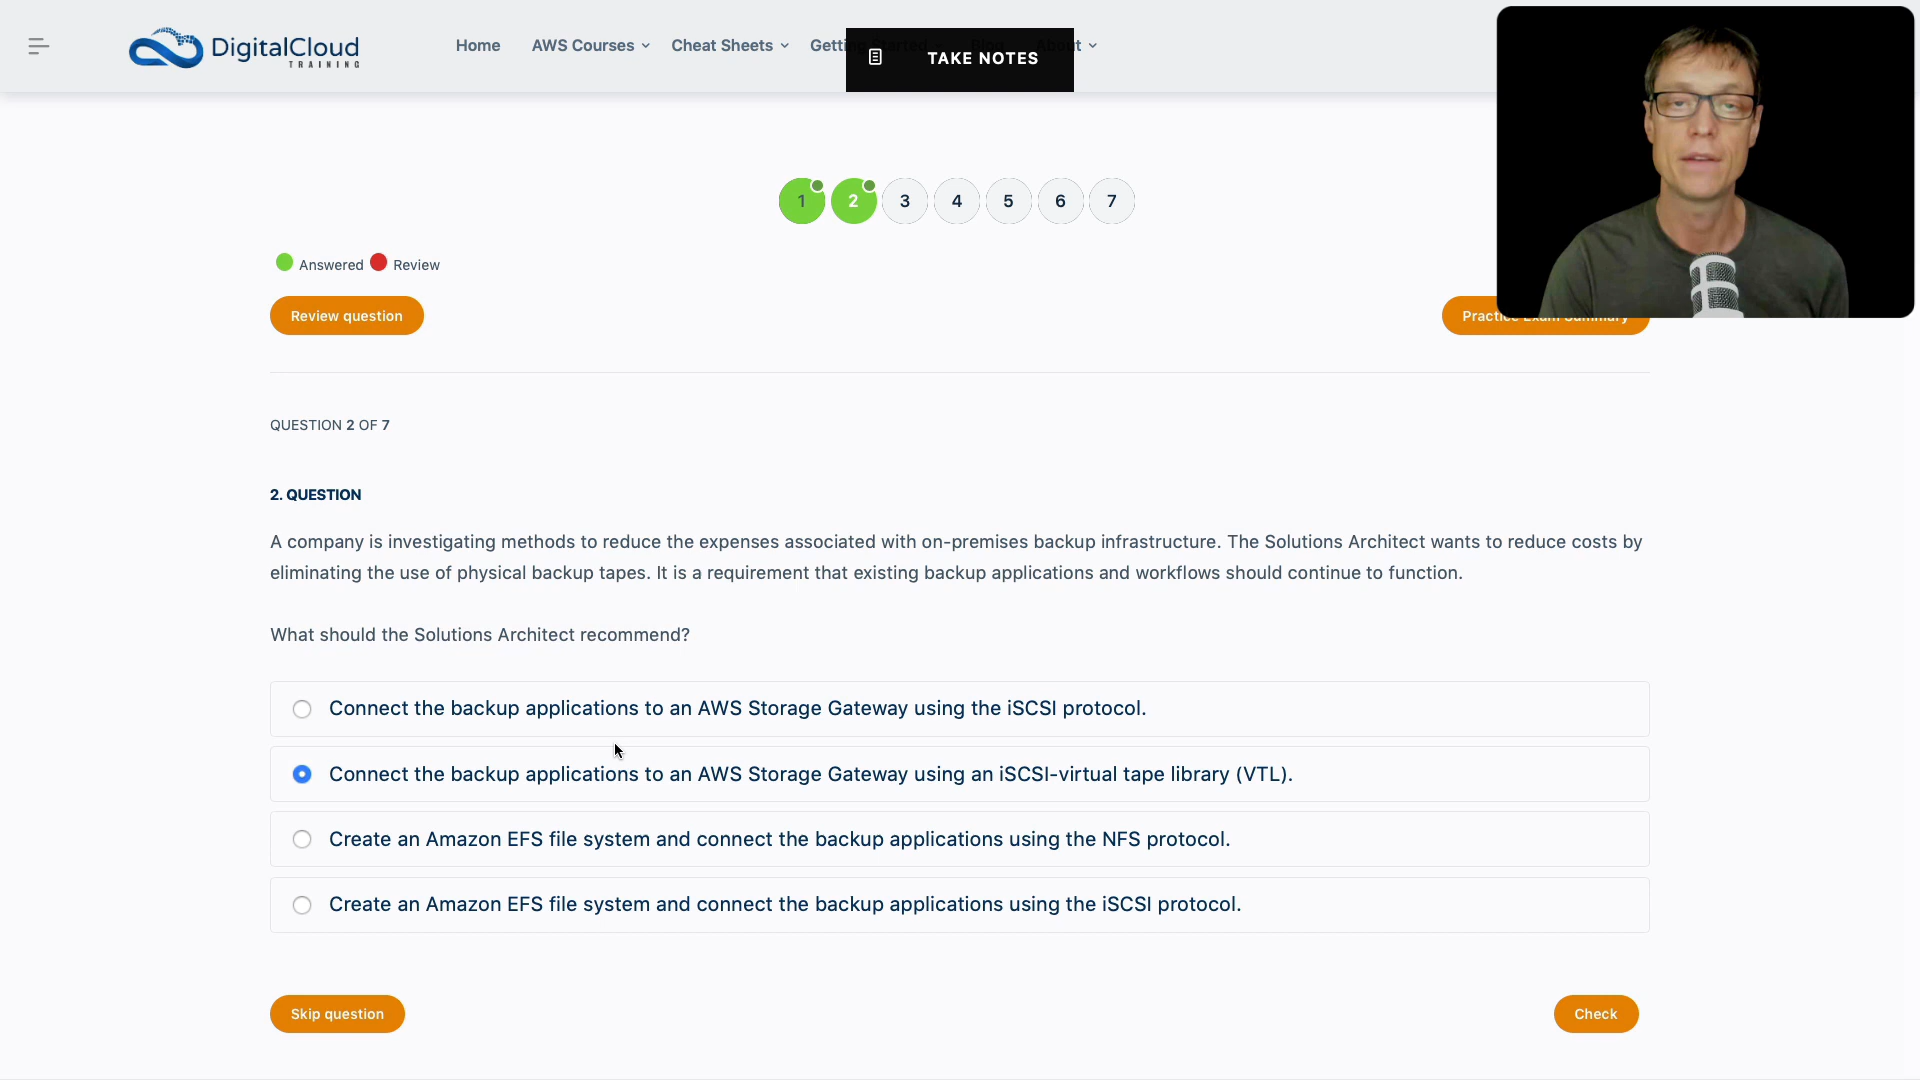 DigitalCloud
TRAINING
Home
AWS Courses
Cheat Sheets
TAKE NOTES
1
2
3
4
5
6
7
Answered
Review
Review question
Practice Exam Summary
QUESTION 2 OF 7
2. QUESTION
A company is investigating methods to reduce the expenses associated with on-premises backup infrastructure. The Solutions Architect wants to reduce costs by
eliminating the use of physical backup tapes. It is a requirement that existing backup applications and workflows should continue to function.
What should the Solutions Architect recommend?
Connect the backup applications to an AWS Storage Gateway using the iSCSI protocol.
Connect the backup applications to an AWS Storage Gateway using an iSCSI-virtual tape library (VTL).
Create an Amazon EFS file system and connect the backup applications using the NFS protocol.
Create an Amazon EFS file system and connect the backup applications using the iSCSI protocol.
Skip question
Check